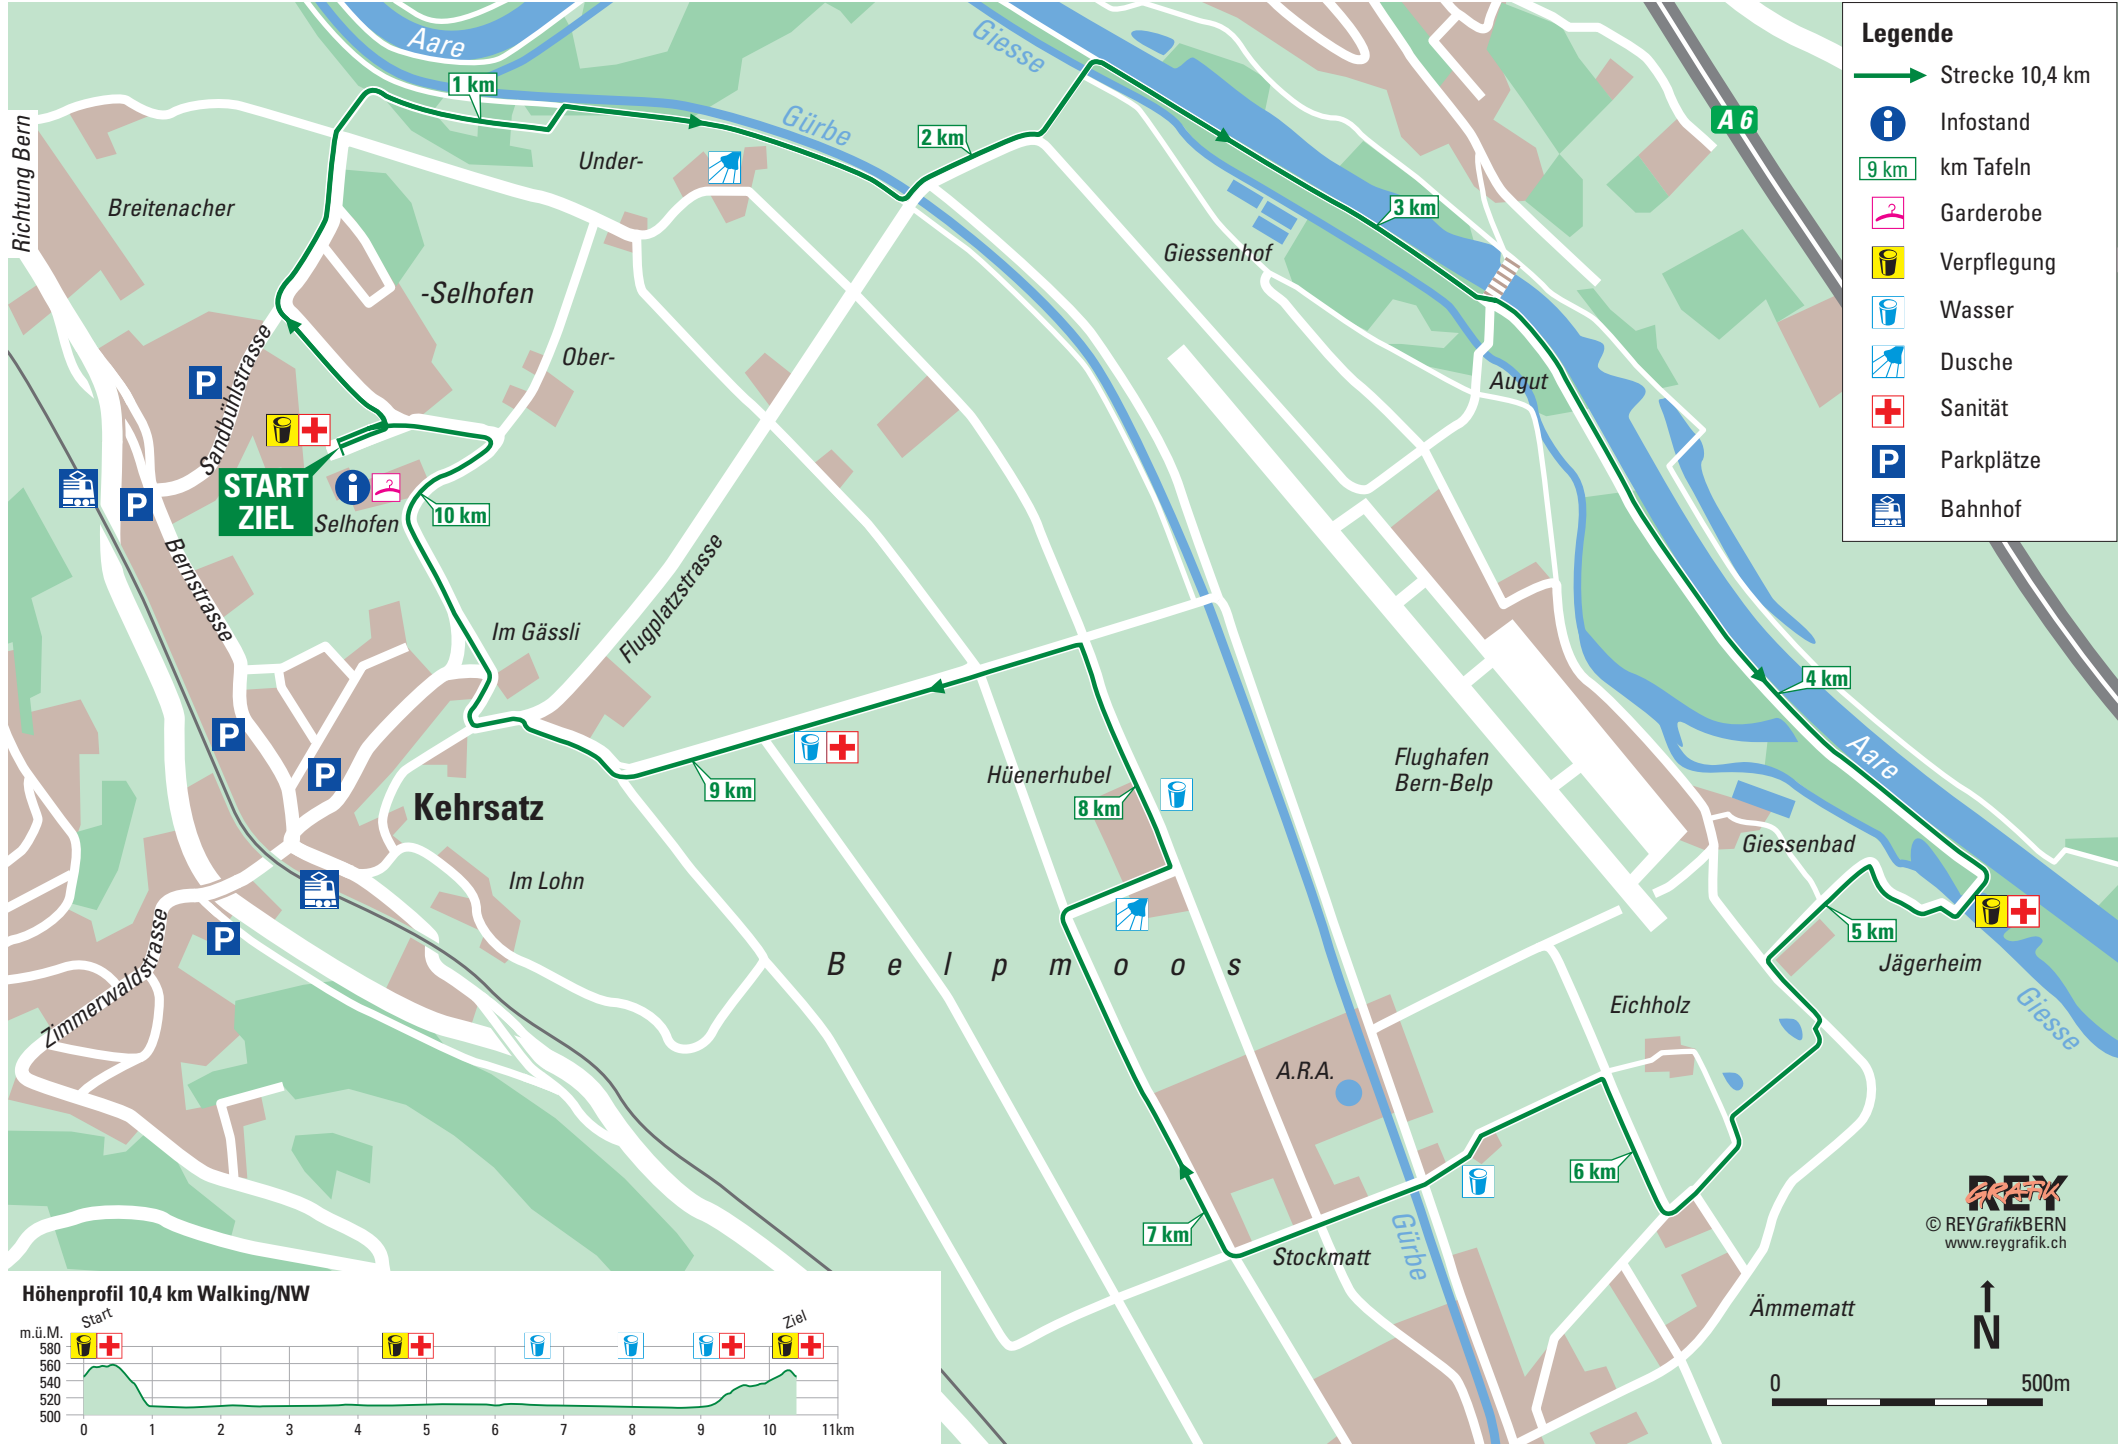 Legende
Strecke 10,4 km
Infostand
9 km
km Tafeln
Garderobe
Verpflegung
Wasser
Dusche
Sanität
P
Parkplätze
Bahnhof
Aare
Giesse
1 km
Gürbe
2 km
A 6
Richtung Bern
Under-
Breitenacher
3 km
Giessenhof
-Selhofen
Ober-
Augut
P
Sandbühlstrasse
START
ZIEL
Selhofen
10 km
P
Bernstrasse
Im Gässli
Flugplatzstrasse
4 km
Aare
P
P
Kehrsatz
9 km
Hüenerhubel
8 km
Flughafen
Bern-Belp
Giessenbad
Im Lohn
5 km
Jägerheim
P
Belpmoos
Zimmerwaldstrasse
Eichholz
Giesse
A.R.A.
6 km
7 km
Stockmatt
Gürbe
Ämmematt
REY
GRAFIK
© REYGrafikBERN
www.reygrafik.ch
N
0 500m
Höhenprofil 10,4 km Walking/NW
Start
Ziel
m.ü.M.
580
560
540
520
500
0 1 2 3 4 5 6 7 8 9 10 11km